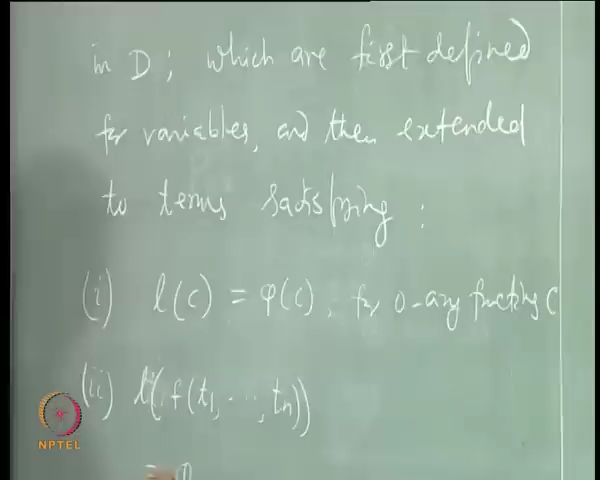 in D; which are first defined
for variables, and then extended
to terms satisfying :
(i) l(c) = φ(c), for 0-ary functions C
(ii) l(f(t1, ..., tn))
=
NPTEL